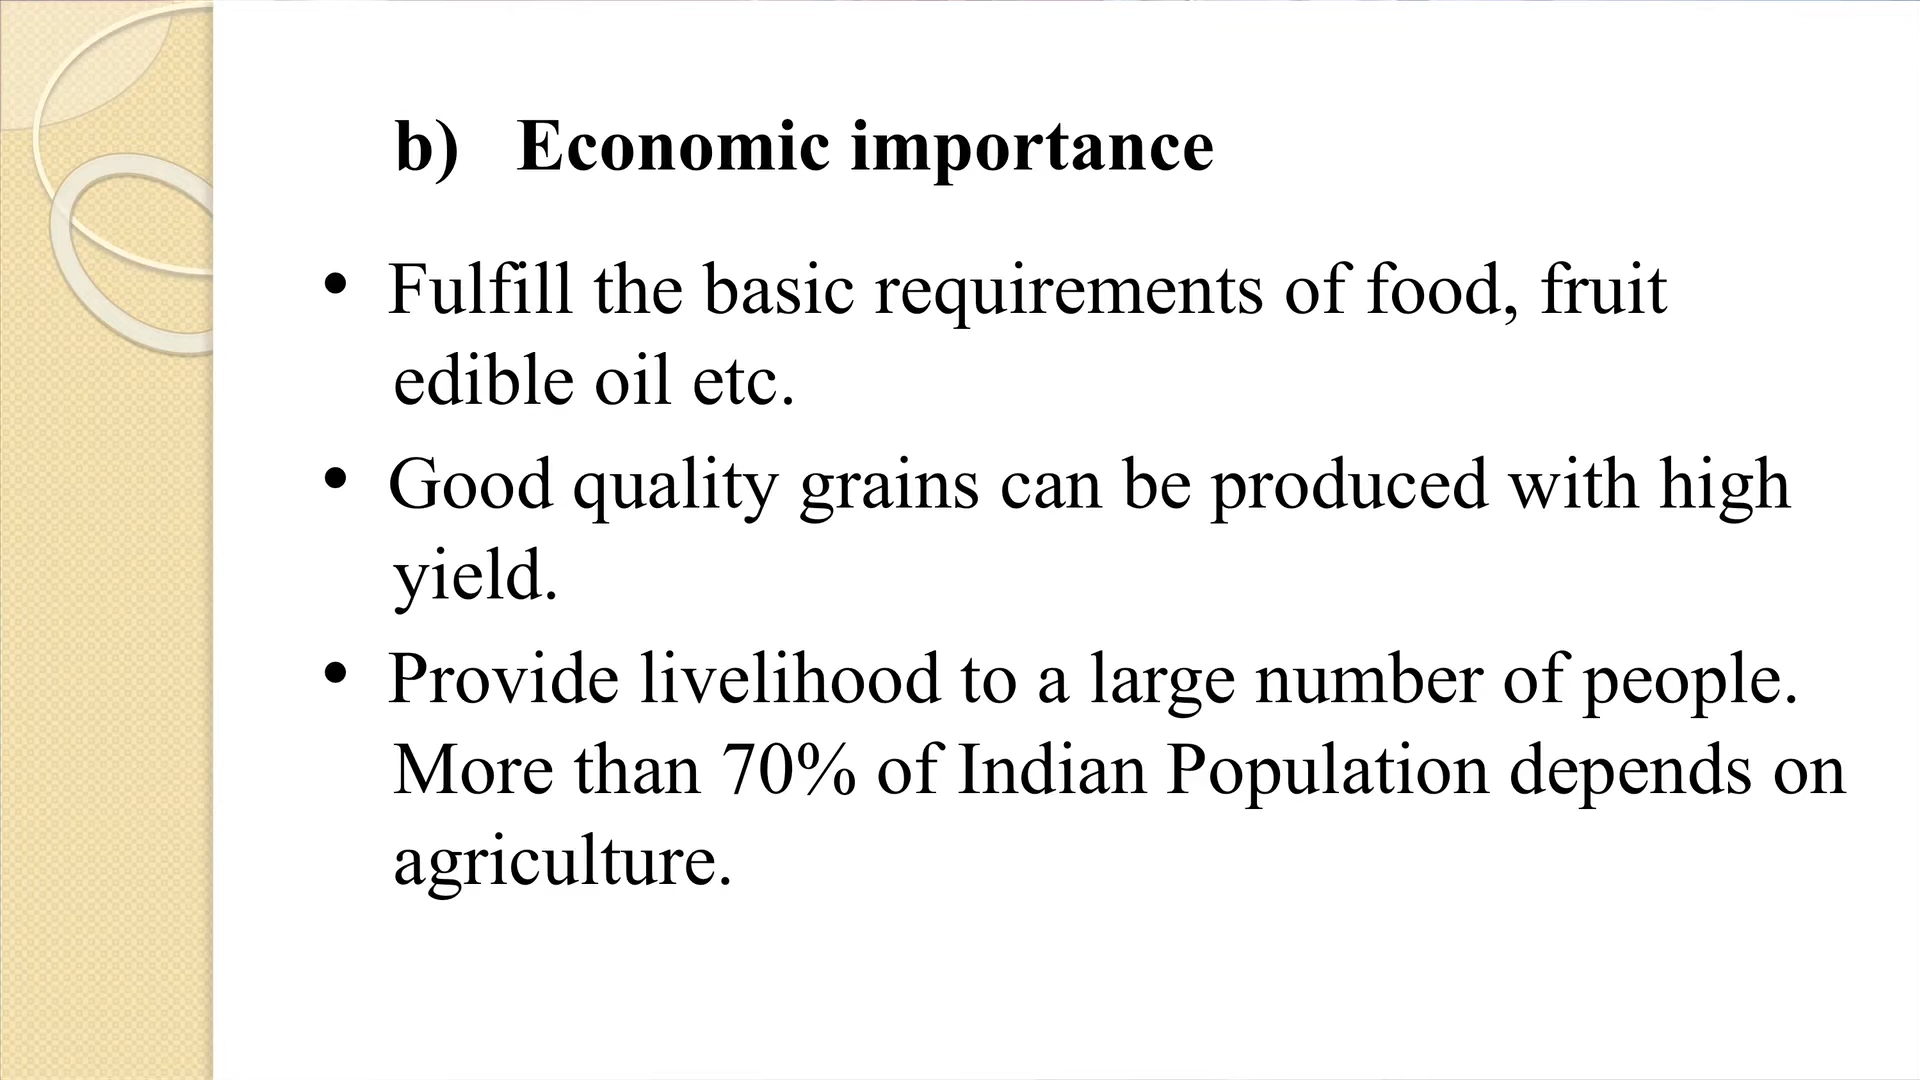 b) Economic importance
• Fulfill the basic requirements of food, fruit
edible oil etc.
• Good quality grains can be produced with high
yield.
• Provide livelihood to a large number of people.
More than 70% of Indian Population depends on
agriculture.